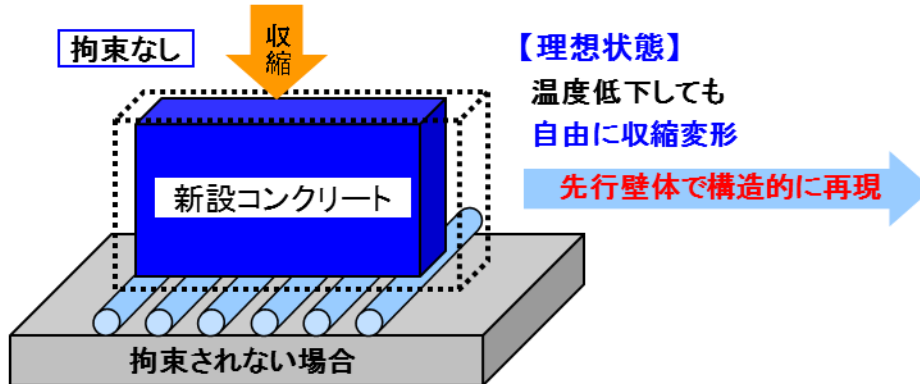 拘束なし
収
縮
【理想状態】
温度低下しても
自由に収縮変形
先行壁体で構造的に再現
新設コンクリート
拘束されない場合